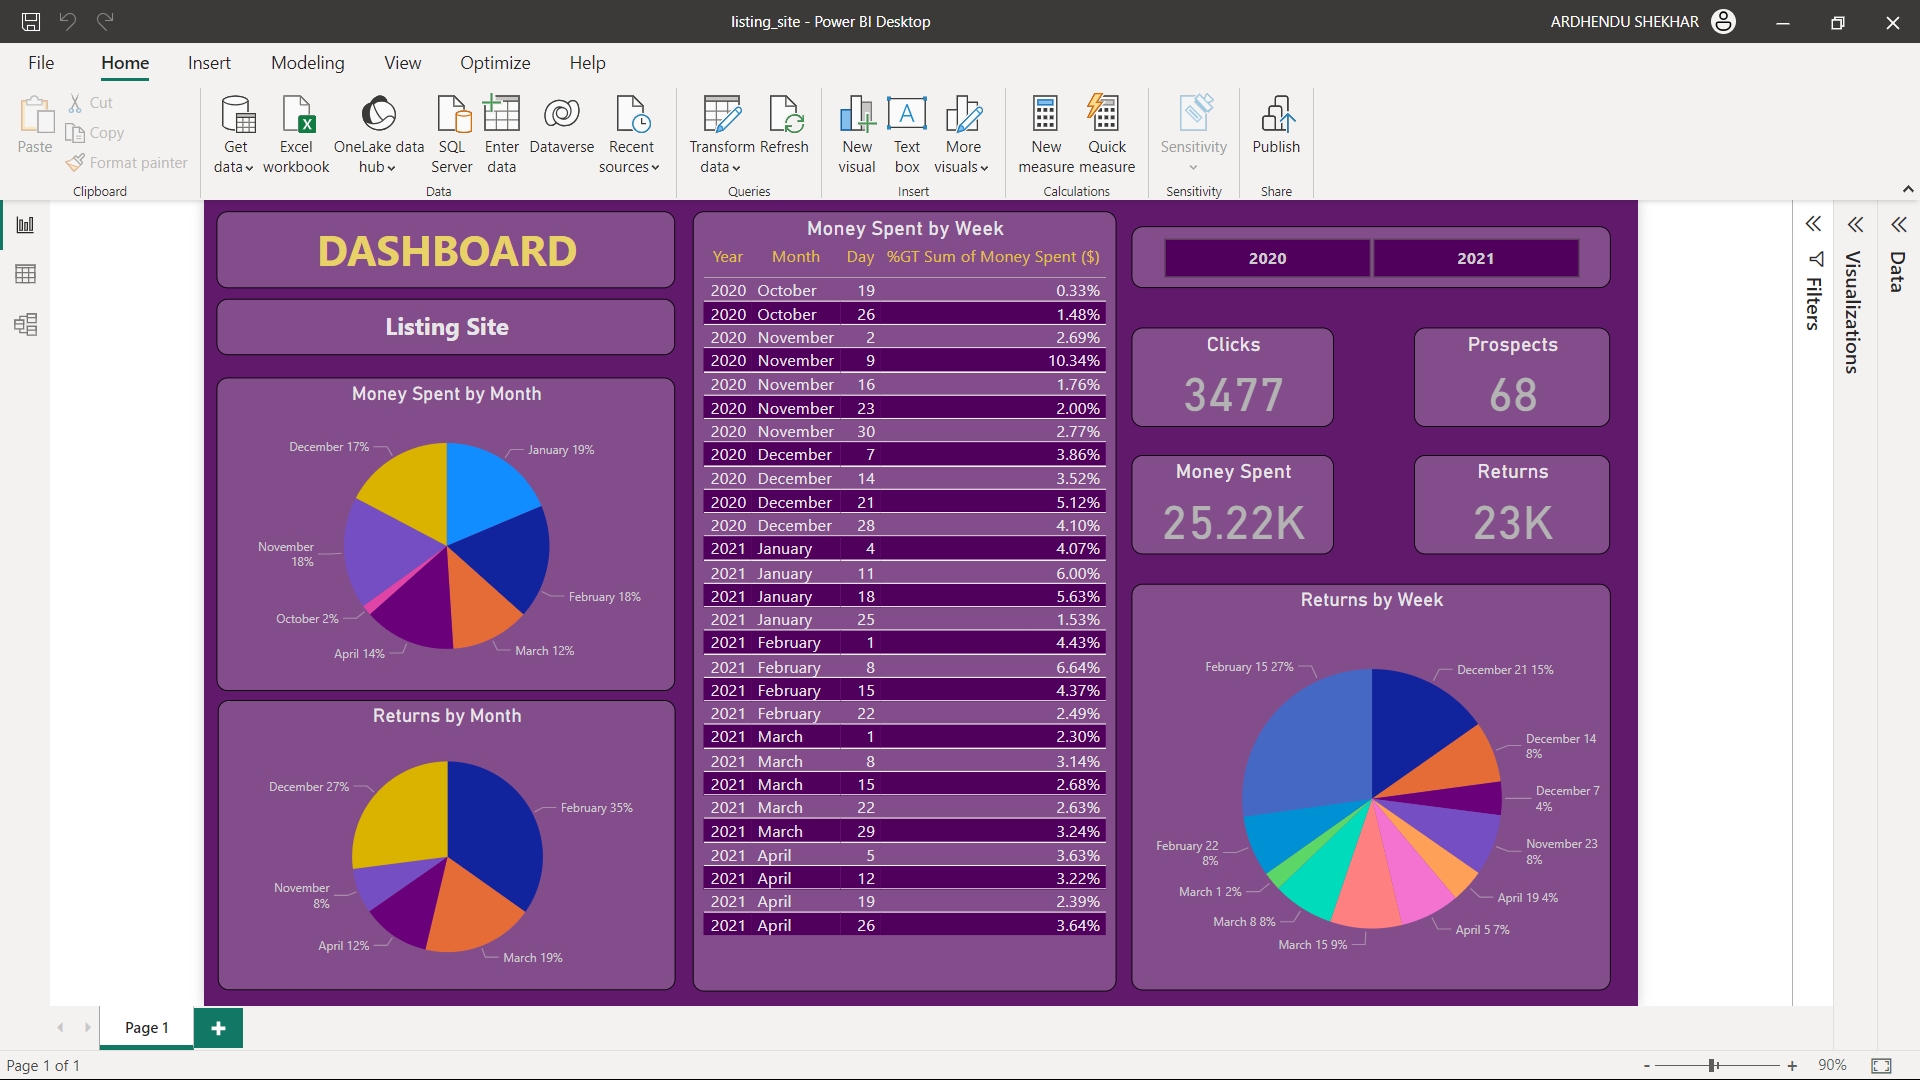 listing_site - Power BI Desktop
ARDHENDU SHEKHAR
File Home Insert Modeling View Optimize Help
Paste
Cut
Copy
Format painter
Clipboard
Get data
Excel workbook
OneLake data hub
SQL Server
Enter data
Dataverse
Recent sources
Data
Transform data
Refresh
Queries
New visual
Text box
More visuals
Insert
New measure
Quick measure
Calculations
Sensitivity
Sensitivity
Publish
Share
DASHBOARD
Listing Site
Money Spent by Month
December 17%
January 19%
November 18%
February 18%
October 2%
April 14%
March 12%
Returns by Month
December 27%
February 35%
November 8%
April 12%
March 19%
Money Spent by Week
Year Month Day %GT Sum of Money Spent ($)
2020 October 19 0.33%
2020 October 26 1.48%
2020 November 2 2.69%
2020 November 9 10.34%
2020 November 16 1.76%
2020 November 23 2.00%
2020 November 30 2.77%
2020 December 7 3.86%
2020 December 14 3.52%
2020 December 21 5.12%
2020 December 28 4.10%
2021 January 4 4.07%
2021 January 11 6.00%
2021 January 18 5.63%
2021 January 25 1.53%
2021 February 1 4.43%
2021 February 8 6.64%
2021 February 15 4.37%
2021 February 22 2.49%
2021 March 1 2.30%
2021 March 8 3.14%
2021 March 15 2.68%
2021 March 22 2.63%
2021 March 29 3.24%
2021 April 5 3.63%
2021 April 12 3.22%
2021 April 19 2.39%
2021 April 26 3.64%
2020 2021
Clicks
3477
Prospects
68
Money Spent
25.22K
Returns
23K
Returns by Week
February 15 27%
December 21 15%
December 14 8%
December 7 4%
November 23 8%
February 22 8%
March 1 2%
April 19 4%
March 8 8%
April 5 7%
March 15 9%
Filters
Visualizations
Data
Page 1
Page 1 of 1
90%